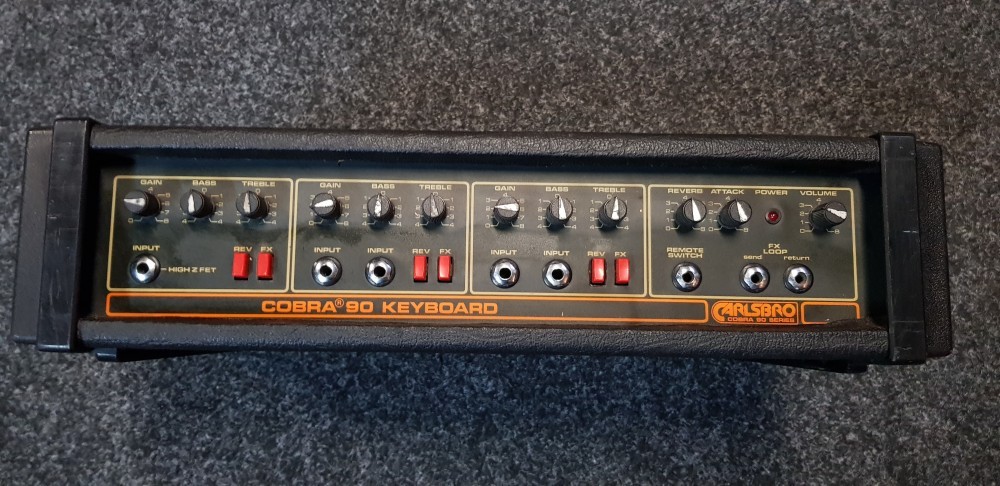 GAIN BASS TREBLE
INPUT
HIGH Z FET
REV FX
GAIN BASS TREBLE
INPUT INPUT REV FX
GAIN BASS TREBLE
INPUT INPUT REV FX
REVERB ATTACK POWER VOLUME
REMOTE
SWITCH
FX
LOOP
send return
COBRA® 90 KEYBOARD
CARLSBRO
COBRA 90 SERIES